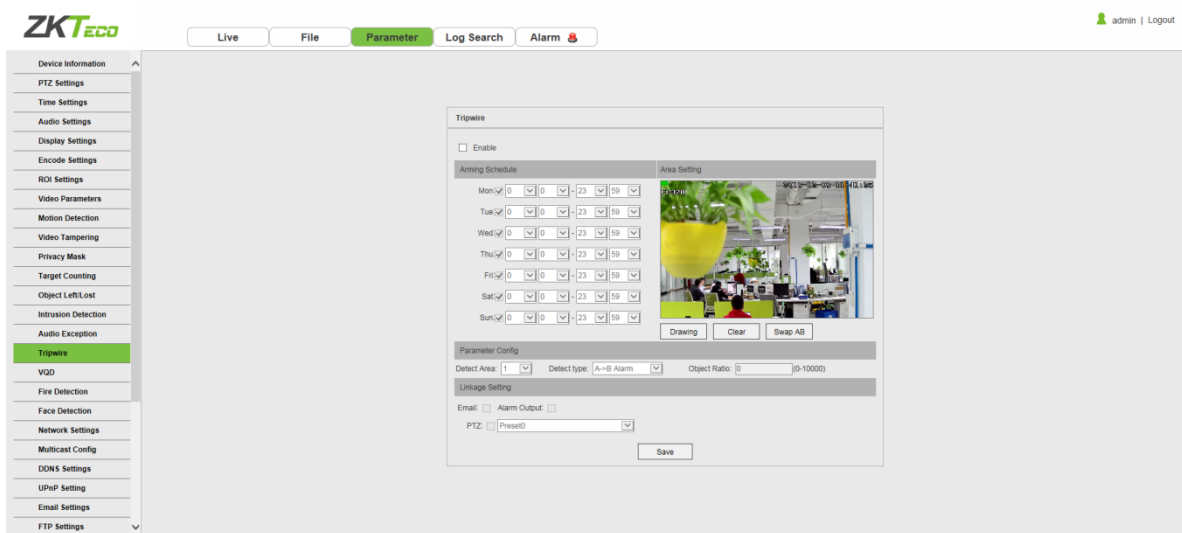 ZKTECO
admin | Logout
Live File Parameter Log Search Alarm
Device Information
PTZ Settings
Time Settings
Audio Settings
Display Settings
Encode Settings
ROI Settings
Video Parameters
Motion Detection
Video Tampering
Privacy Mask
Target Counting
Object Left/Lost
Intrusion Detection
Audio Exception
Tripwire
VQD
Fire Detection
Face Detection
Network Settings
Multicast Config
DDNS Settings
UPnP Setting
Email Settings
FTP Settings
Tripwire
Enable
Arming Schedule Area Setting
Mon: 0 0 - 23 59
Tue: 0 0 - 23 59
Wed: 0 0 - 23 59
Thu: 0 0 - 23 59
Fri: 0 0 - 23 59
Sat: 0 0 - 23 59
Sun: 0 0 - 23 59
Drawing Clear Swap AB
Parameter Config
Detect Area: 1 Detect type: A->B Alarm Object Ratio: 0 (0-10000)
Linkage Setting
Email: Alarm Output:
PTZ: Preset0
Save